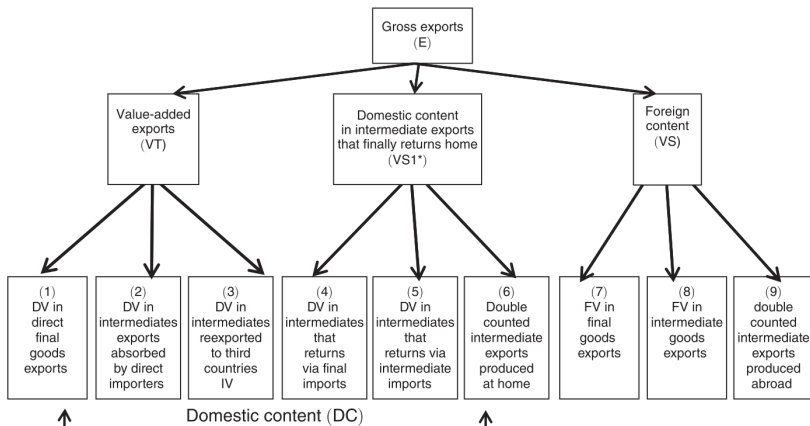 Gross exports
(E)
Value-added
exports
(VT)
Domestic content
in intermediate exports
that finally returns home
(VS1*)
Foreign
content
(VS)
(1)
DV in
direct
final
goods
exports
(2)
DV in
intermediates
exports
absorbed
by direct
importers
(3)
DV in
intermediates
reexported
to third
countries
IV
(4)
DV in
intermediates
that
returns
via final
imports
(5)
DV in
intermediates
that
returns via
intermediate
imports
(6)
Double
counted
intermediate
exports
produced
at home
(7)
FV in
final
goods
exports
(8)
FV in
intermediate
goods
exports
(9)
double
counted
intermediate
exports
produced
abroad
Domestic content (DC)